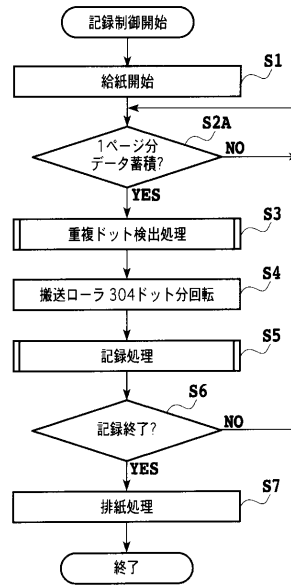 記録制御開始
S1
給紙開始
S2A
1ページ分
データ蓄積?
NO
YES
S3
重複ドット検出処理
S4
搬送ローラ304ドット分回転
S5
記録処理
S6
記録終了?
NO
YES
S7
排紙処理
終了